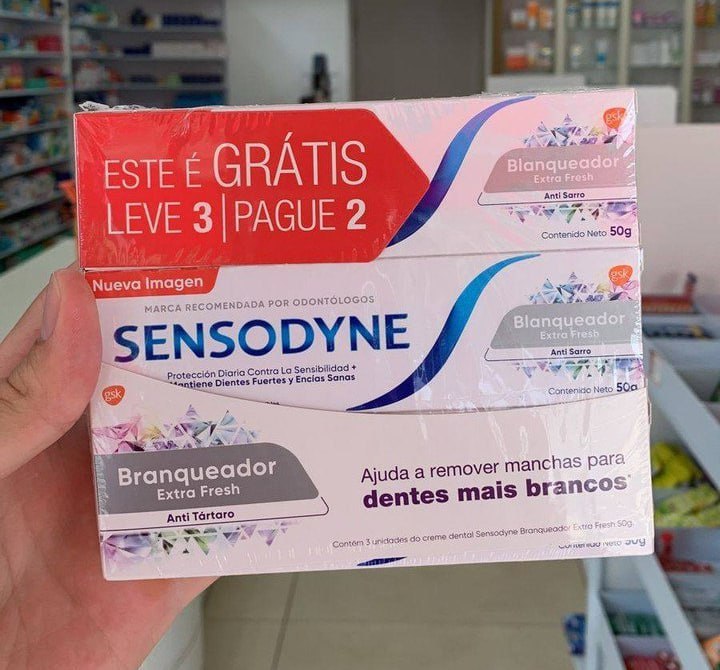 ESTE É GRÁTIS
LEVE 3 | PAGUE 2
gsk
Blanqueador
Extra Fresh
Anti Sarro
Contenido Neto 50g
Nueva Imagen
MARCA RECOMENDADA POR ODONTÓLOGOS
SENSODYNE
Protección Diaria Contra La Sensibilidad +
Mantiene Dientes Fuertes y Encías Sanas
gsk
Blanqueador
Extra Fresh
Anti Sarro
Contenido Neto 50g
gsk
Branqueador
Extra Fresh
Anti Tártaro
Ajuda a remover manchas para
dentes mais brancos*
Contém 3 unidades do creme dental Sensodyne Branqueador Extra Fresh 50g.
Contenido Neto 50g